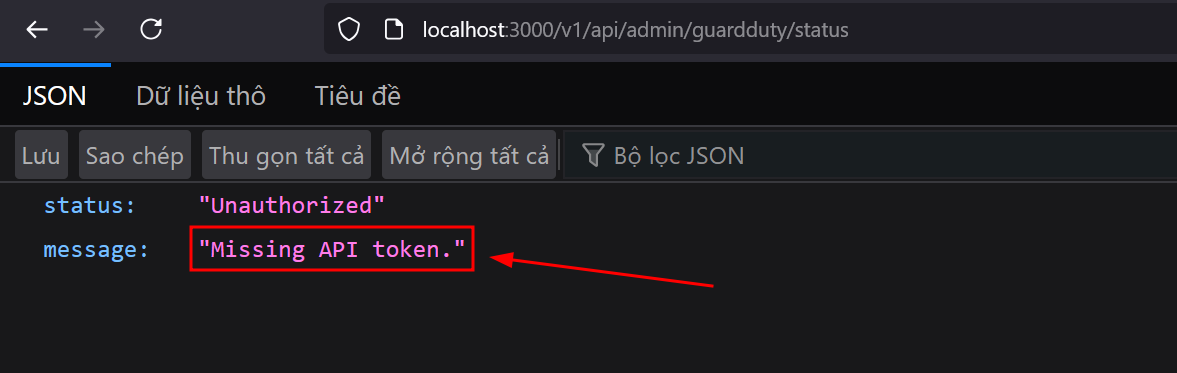 localhost:3000/v1/api/admin/guardduty/status
JSON Dữ liệu thô Tiêu đề
Lưu Sao chép Thu gọn tất cả Mở rộng tất cả Bộ lọc JSON
status: "Unauthorized"
message: "Missing API token."